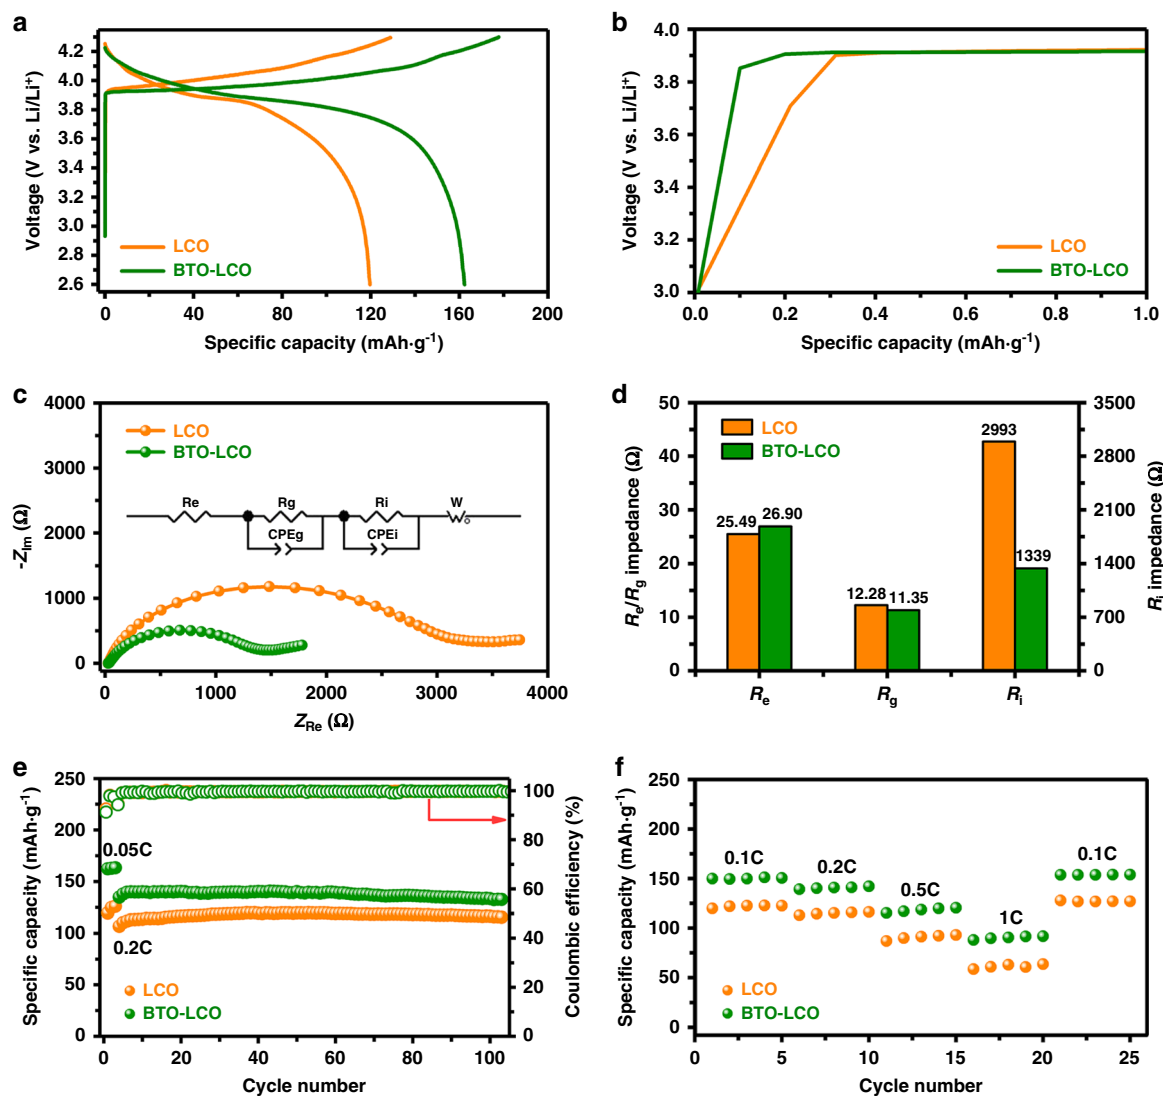 a
Voltage (V vs. Li/Li⁺)
4.2
4.0
3.8
3.6
3.4
3.2
3.0
2.8
2.6
LCO
BTO-LCO
0 40 80 120 160 200
Specific capacity (mAh·g⁻¹)
b
Voltage (V vs. Li/Li⁺)
4.0
3.8
3.6
3.4
3.2
3.0
LCO
BTO-LCO
0 0.2 0.4 0.6 0.8 1.0
Specific capacity (mAh·g⁻¹)
c
-Z_Im (Ω)
4000
3000
2000
1000
0
LCO
BTO-LCO
Re Rg Ri W
CPEg CPEi
0 1000 2000 3000 4000
Z_Re (Ω)
d
R_e/R_g impedance (Ω)
50
40
30
20
10
0
LCO
BTO-LCO
25.49 26.90
12.28 11.35
2993
1339
R_e R_g R_i
3500
2800
2100
1400
700
0
R_i impedance (Ω)
e
Specific capacity (mAh·g⁻¹)
250
200
150
100
50
0
0.05C
0.2C
LCO
BTO-LCO
100
80
60
40
20
0
Coulombic efficiency (%)
0 20 40 60 80 100
Cycle number
f
Specific capacity (mAh·g⁻¹)
250
200
150
100
50
0
0.1C
0.2C
0.5C
1C
0.1C
LCO
BTO-LCO
0 5 10 15 20 25
Cycle number